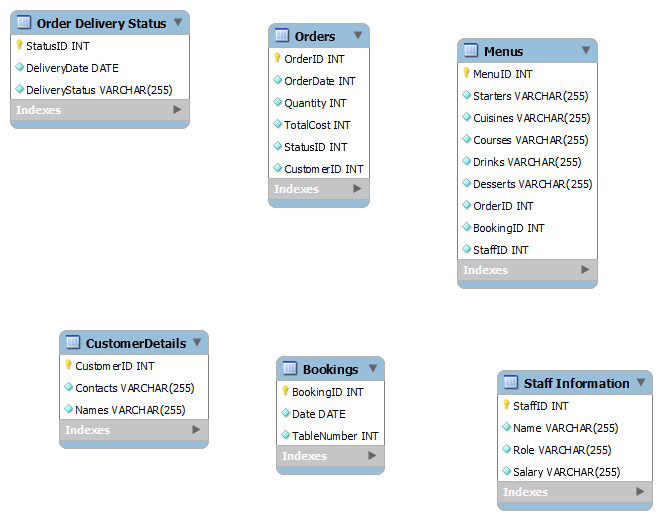 Order Delivery Status
StatusID INT
DeliveryDate DATE
DeliveryStatus VARCHAR(255)
Indexes
Orders
OrderID INT
OrderDate INT
Quantity INT
TotalCost INT
StatusID INT
CustomerID INT
Indexes
Menus
MenuID INT
Starters VARCHAR(255)
Cuisines VARCHAR(255)
Courses VARCHAR(255)
Drinks VARCHAR(255)
Desserts VARCHAR(255)
OrderID INT
BookingID INT
StaffID INT
Indexes
CustomerDetails
CustomerID INT
Contacts VARCHAR(255)
Names VARCHAR(255)
Indexes
Bookings
BookingID INT
Date DATE
TableNumber INT
Indexes
Staff Information
StaffID INT
Name VARCHAR(255)
Role VARCHAR(255)
Salary VARCHAR(255)
Indexes